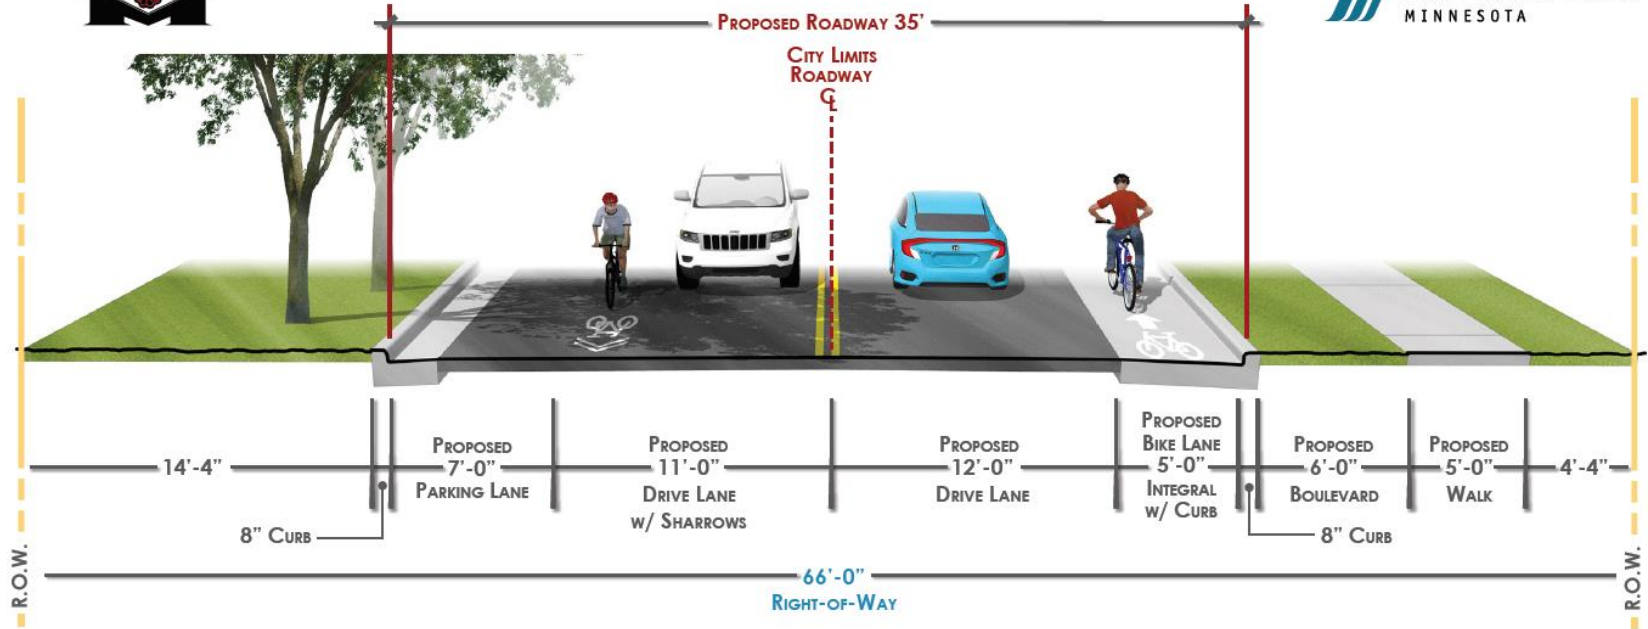 PROPOSED ROADWAY 35'
MINNESOTA
CITY LIMITS
ROADWAY
℄
14'-4"
PROPOSED
7'-0"
PARKING LANE
PROPOSED
11'-0"
DRIVE LANE
W/ SHARROWS
PROPOSED
12'-0"
DRIVE LANE
PROPOSED
BIKE LANE
5'-0"
INTEGRAL
W/ CURB
PROPOSED
6'-0"
BOULEVARD
PROPOSED
5'-0"
WALK
4'-4"
8" CURB
8" CURB
R.O.W.
R.O.W.
66'-0"
RIGHT-OF-WAY